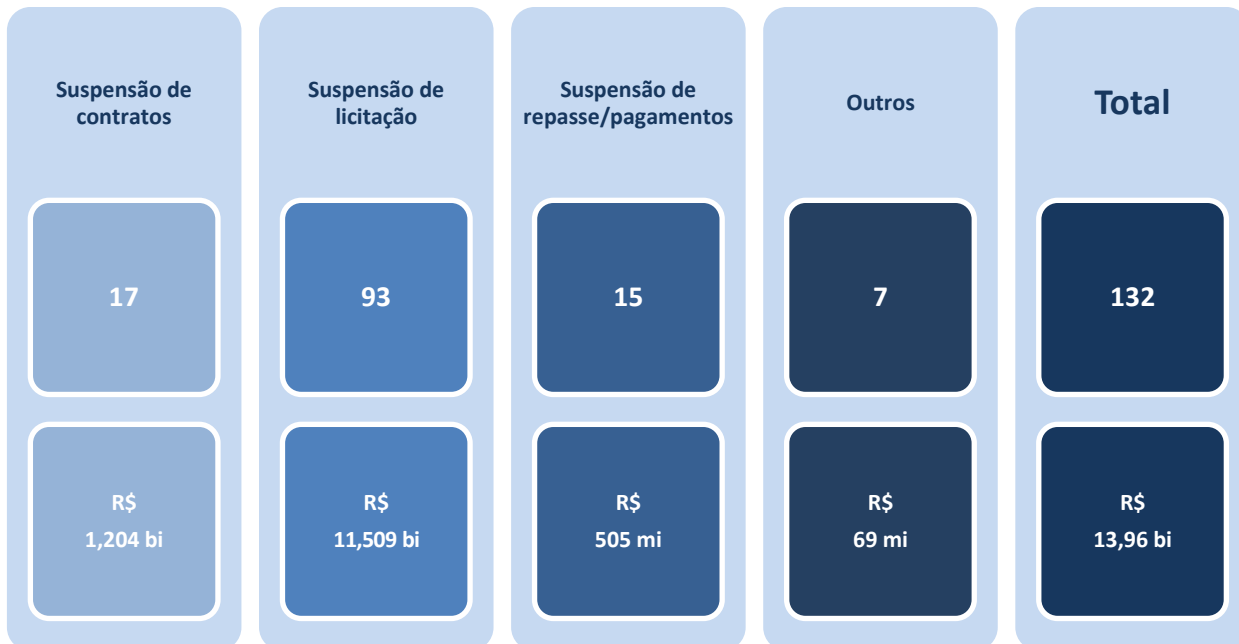 Suspensão de
contratos
17
R$
1,204 bi
Suspensão de
licitação
93
R$
11,509 bi
Suspensão de
repasse/pagamentos
15
R$
505 mi
Outros
7
R$
69 mi
Total
132
R$
13,96 bi